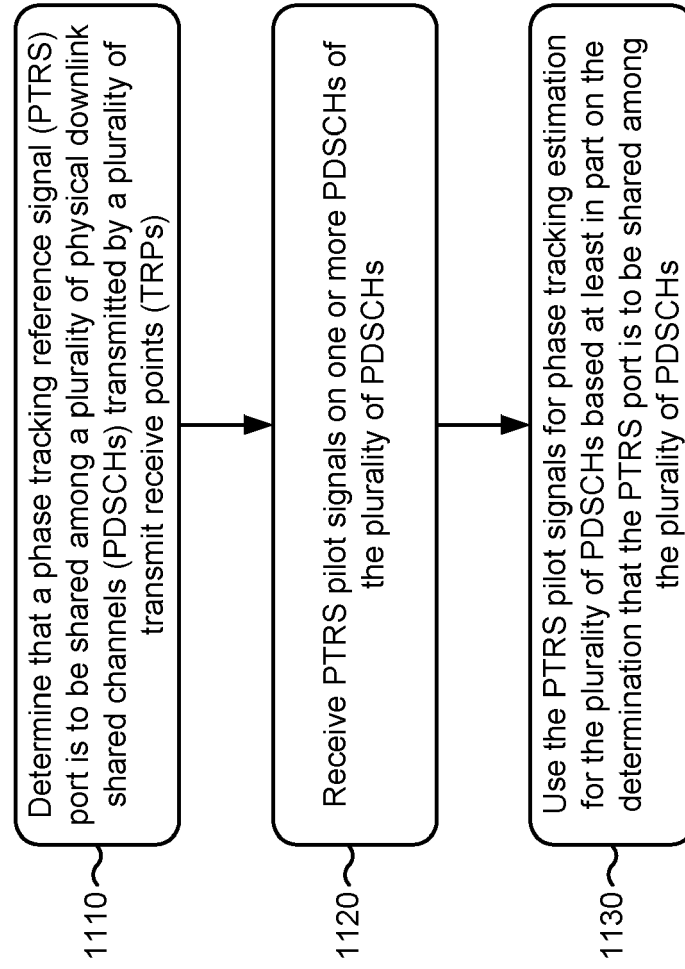 1110
Determine that a phase tracking reference signal (PTRS)
port is to be shared among a plurality of physical downlink
shared channels (PDSCHs) transmitted by a plurality of
transmit receive points (TRPs)
1120
Receive PTRS pilot signals on one or more PDSCHs of
the plurality of PDSCHs
1130
Use the PTRS pilot signals for phase tracking estimation
for the plurality of PDSCHs based at least in part on the
determination that the PTRS port is to be shared among
the plurality of PDSCHs